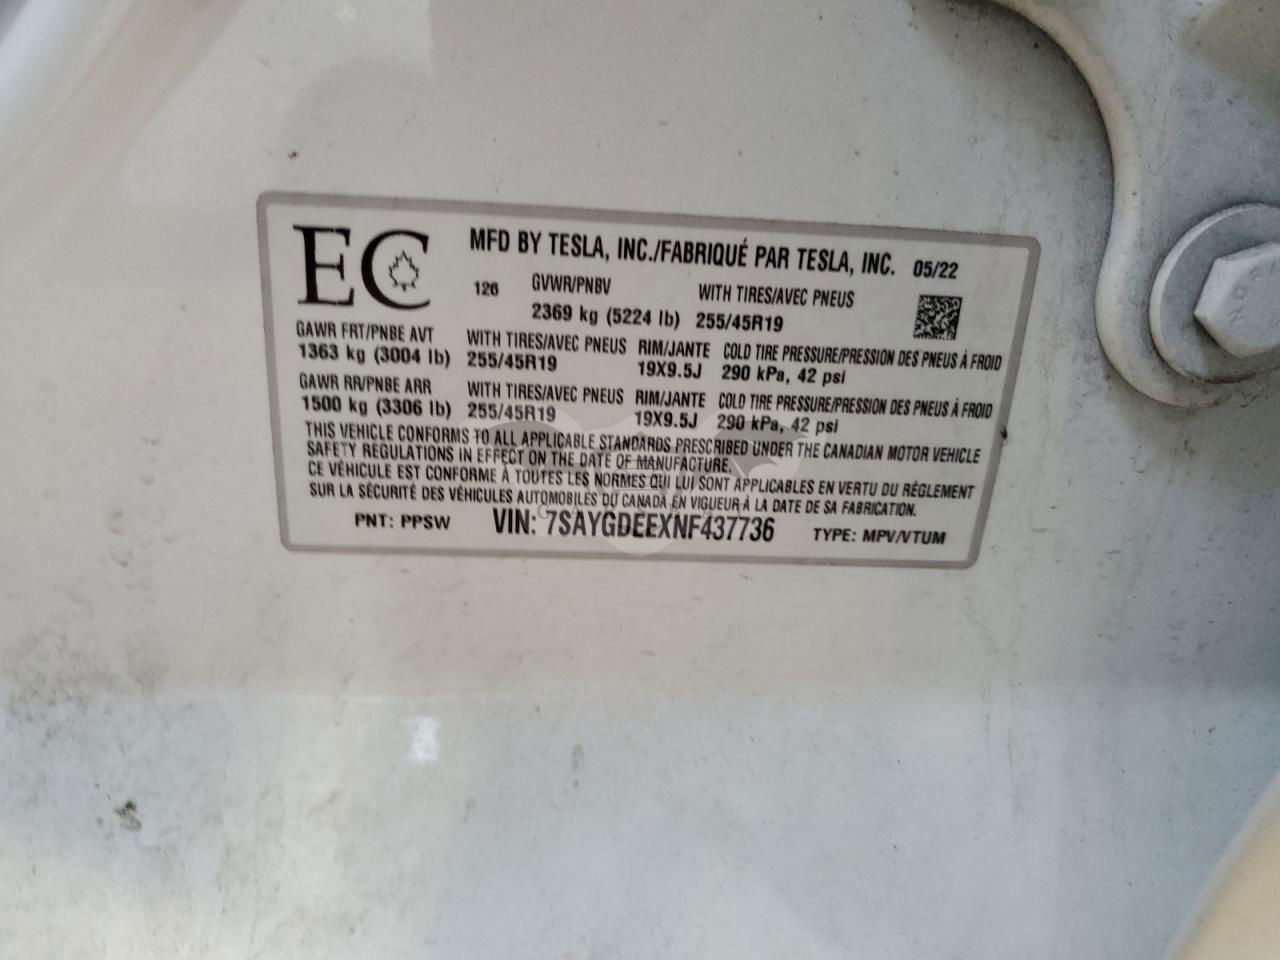 EC
MFD BY TESLA, INC./FABRIQUÉ PAR TESLA, INC. 05/22
126 GVWR/PNBV WITH TIRES/AVEC PNEUS
2369 kg (5224 lb) 255/45R19
GAWR FRT/PNBE AVT WITH TIRES/AVEC PNEUS RIM/JANTE COLD TIRE PRESSURE/PRESSION DES PNEUS À FROID
1363 kg (3004 lb) 255/45R19 19X9.5J 290 kPa, 42 psi
GAWR RR/PNBE ARR WITH TIRES/AVEC PNEUS RIM/JANTE COLD TIRE PRESSURE/PRESSION DES PNEUS À FROID
1500 kg (3306 lb) 255/45R19 19X9.5J 290 kPa, 42 psi
THIS VEHICLE CONFORMS TO ALL APPLICABLE STANDARDS PRESCRIBED UNDER THE CANADIAN MOTOR VEHICLE
SAFETY REGULATIONS IN EFFECT ON THE DATE OF MANUFACTURE.
CE VÉHICULE EST CONFORME À TOUTES LES NORMES QUI LUI SONT APPLICABLES EN VERTU DU RÈGLEMENT
SUR LA SÉCURITÉ DES VÉHICULES AUTOMOBILES DU CANADA EN VIGUEUR À LA DATE DE SA FABRICATION.
PNT: PPSW VIN: 7SAYGDEEXNF437736 TYPE: MPV/VTUM